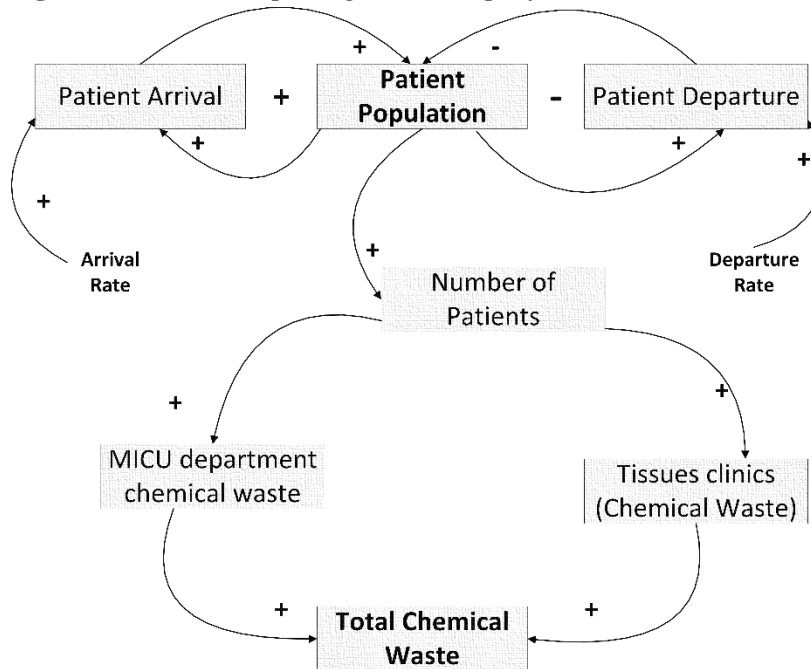 +
-
Patient Arrival
+
Patient
Population
-
Patient Departure
+
+
+
+
Arrival
Rate
+
Departure
Rate
Number of
Patients
+
+
MICU department
chemical waste
Tissues clinics
(Chemical Waste)
+
Total Chemical
Waste
+